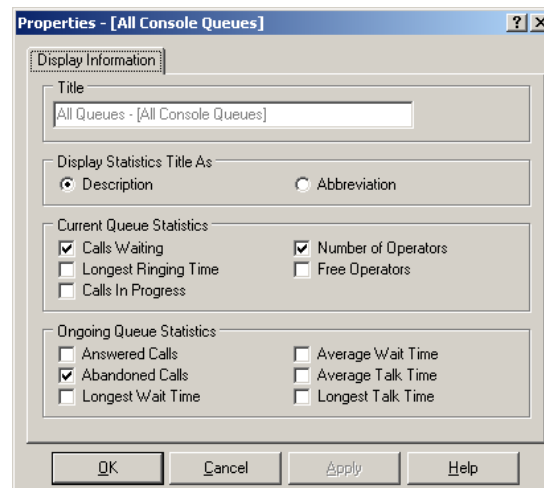 Properties - [All Console Queues]
Display Information
Title
All Queues - [All Console Queues]
Display Statistics Title As
Description Abbreviation
Current Queue Statistics
Calls Waiting Number of Operators
Longest Ringing Time Free Operators
Calls In Progress
Ongoing Queue Statistics
Answered Calls Average Wait Time
Abandoned Calls Average Talk Time
Longest Wait Time Longest Talk Time
OK Cancel Apply Help